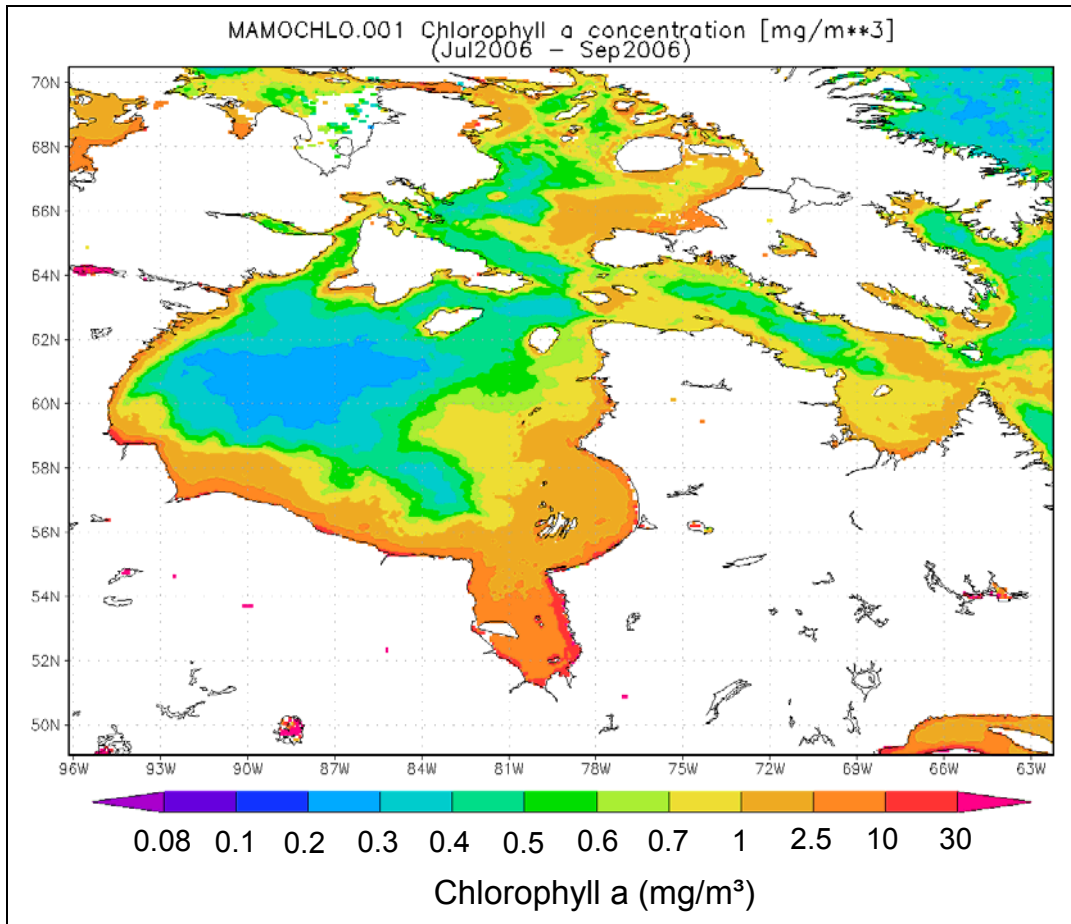 MAMOCHLO.001 Chlorophyll a concentration [mg/m**3]
(Jul2006 – Sep2006)
70N
68N
66N
64N
62N
60N
58N
56N
54N
52N
50N
96W 93W 90W 87W 84W 81W 78W 75W 72W 69W 66W 63W
0.08 0.1 0.2 0.3 0.4 0.5 0.6 0.7 1 2.5 10 30
Chlorophyll a (mg/m³)